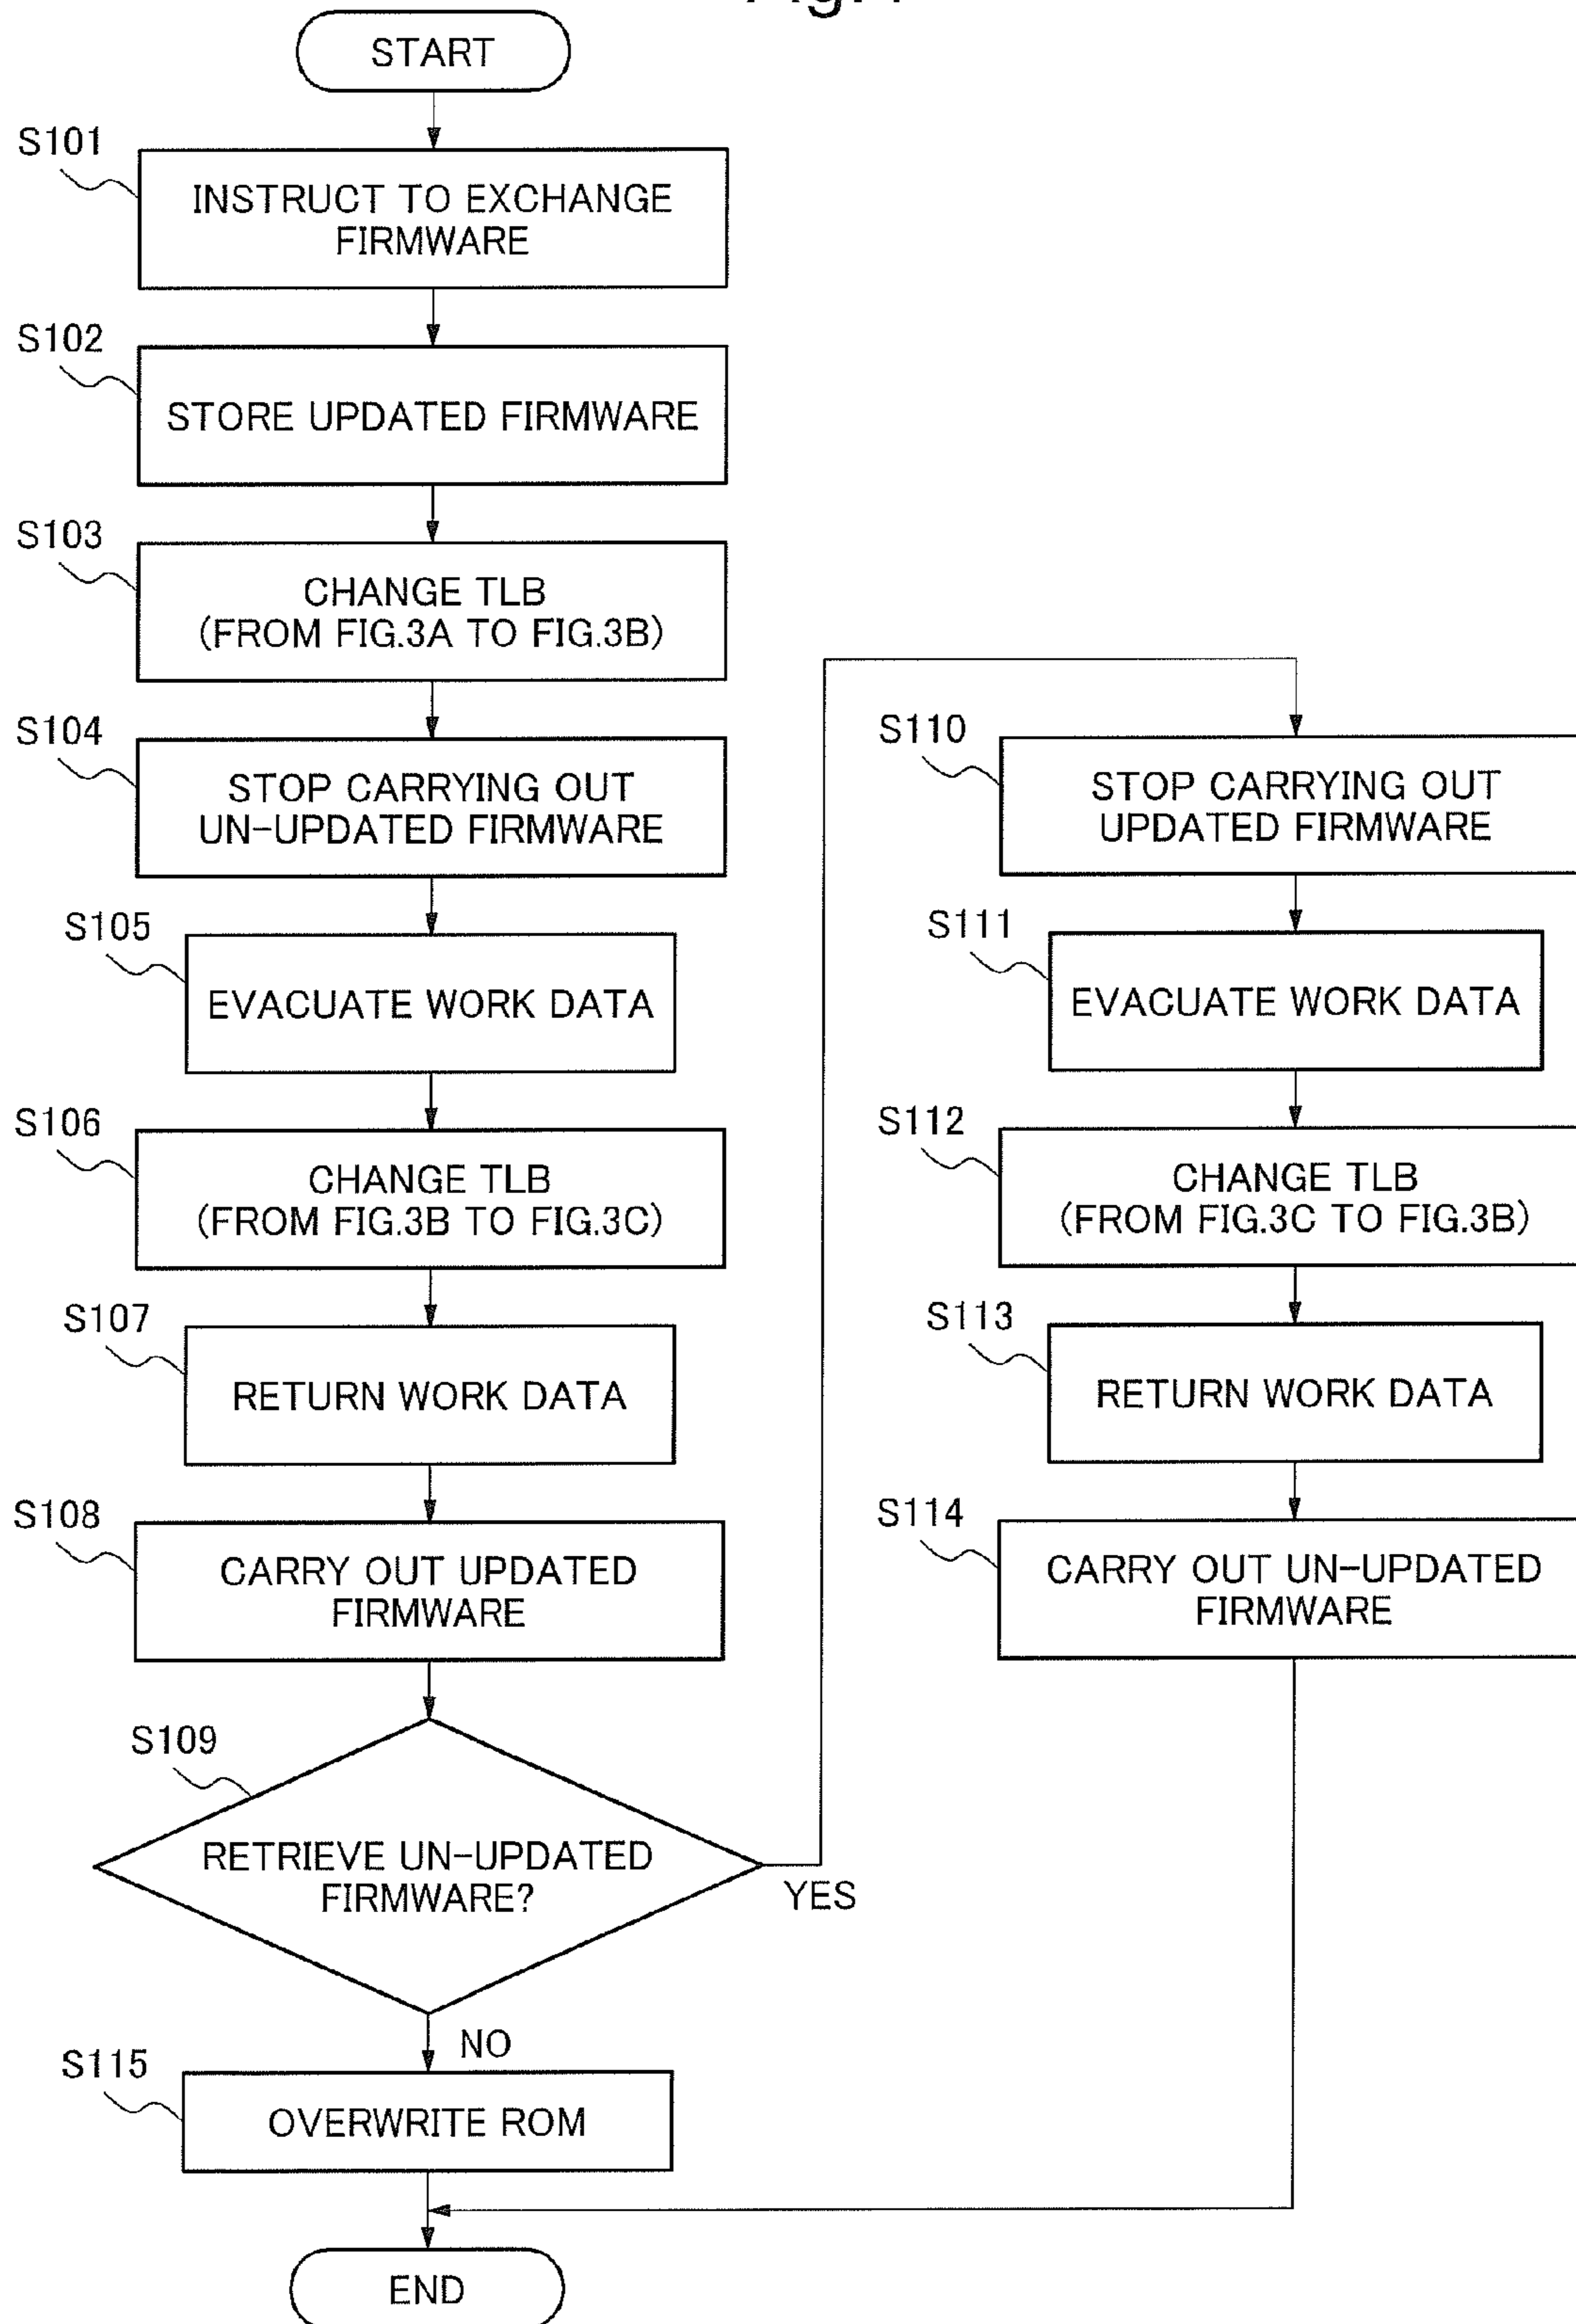 START
S101
INSTRUCT TO EXCHANGE
FIRMWARE
S102
STORE UPDATED FIRMWARE
S103
CHANGE TLB
(FROM FIG.3A TO FIG.3B)
S104
STOP CARRYING OUT
UN-UPDATED FIRMWARE
S105
EVACUATE WORK DATA
S106
CHANGE TLB
(FROM FIG.3B TO FIG.3C)
S107
RETURN WORK DATA
S108
CARRY OUT UPDATED
FIRMWARE
S109
RETRIEVE UN-UPDATED
FIRMWARE?
YES
NO
S110
STOP CARRYING OUT
UPDATED FIRMWARE
S111
EVACUATE WORK DATA
S112
CHANGE TLB
(FROM FIG.3C TO FIG.3B)
S113
RETURN WORK DATA
S114
CARRY OUT UN-UPDATED
FIRMWARE
S115
OVERWRITE ROM
END